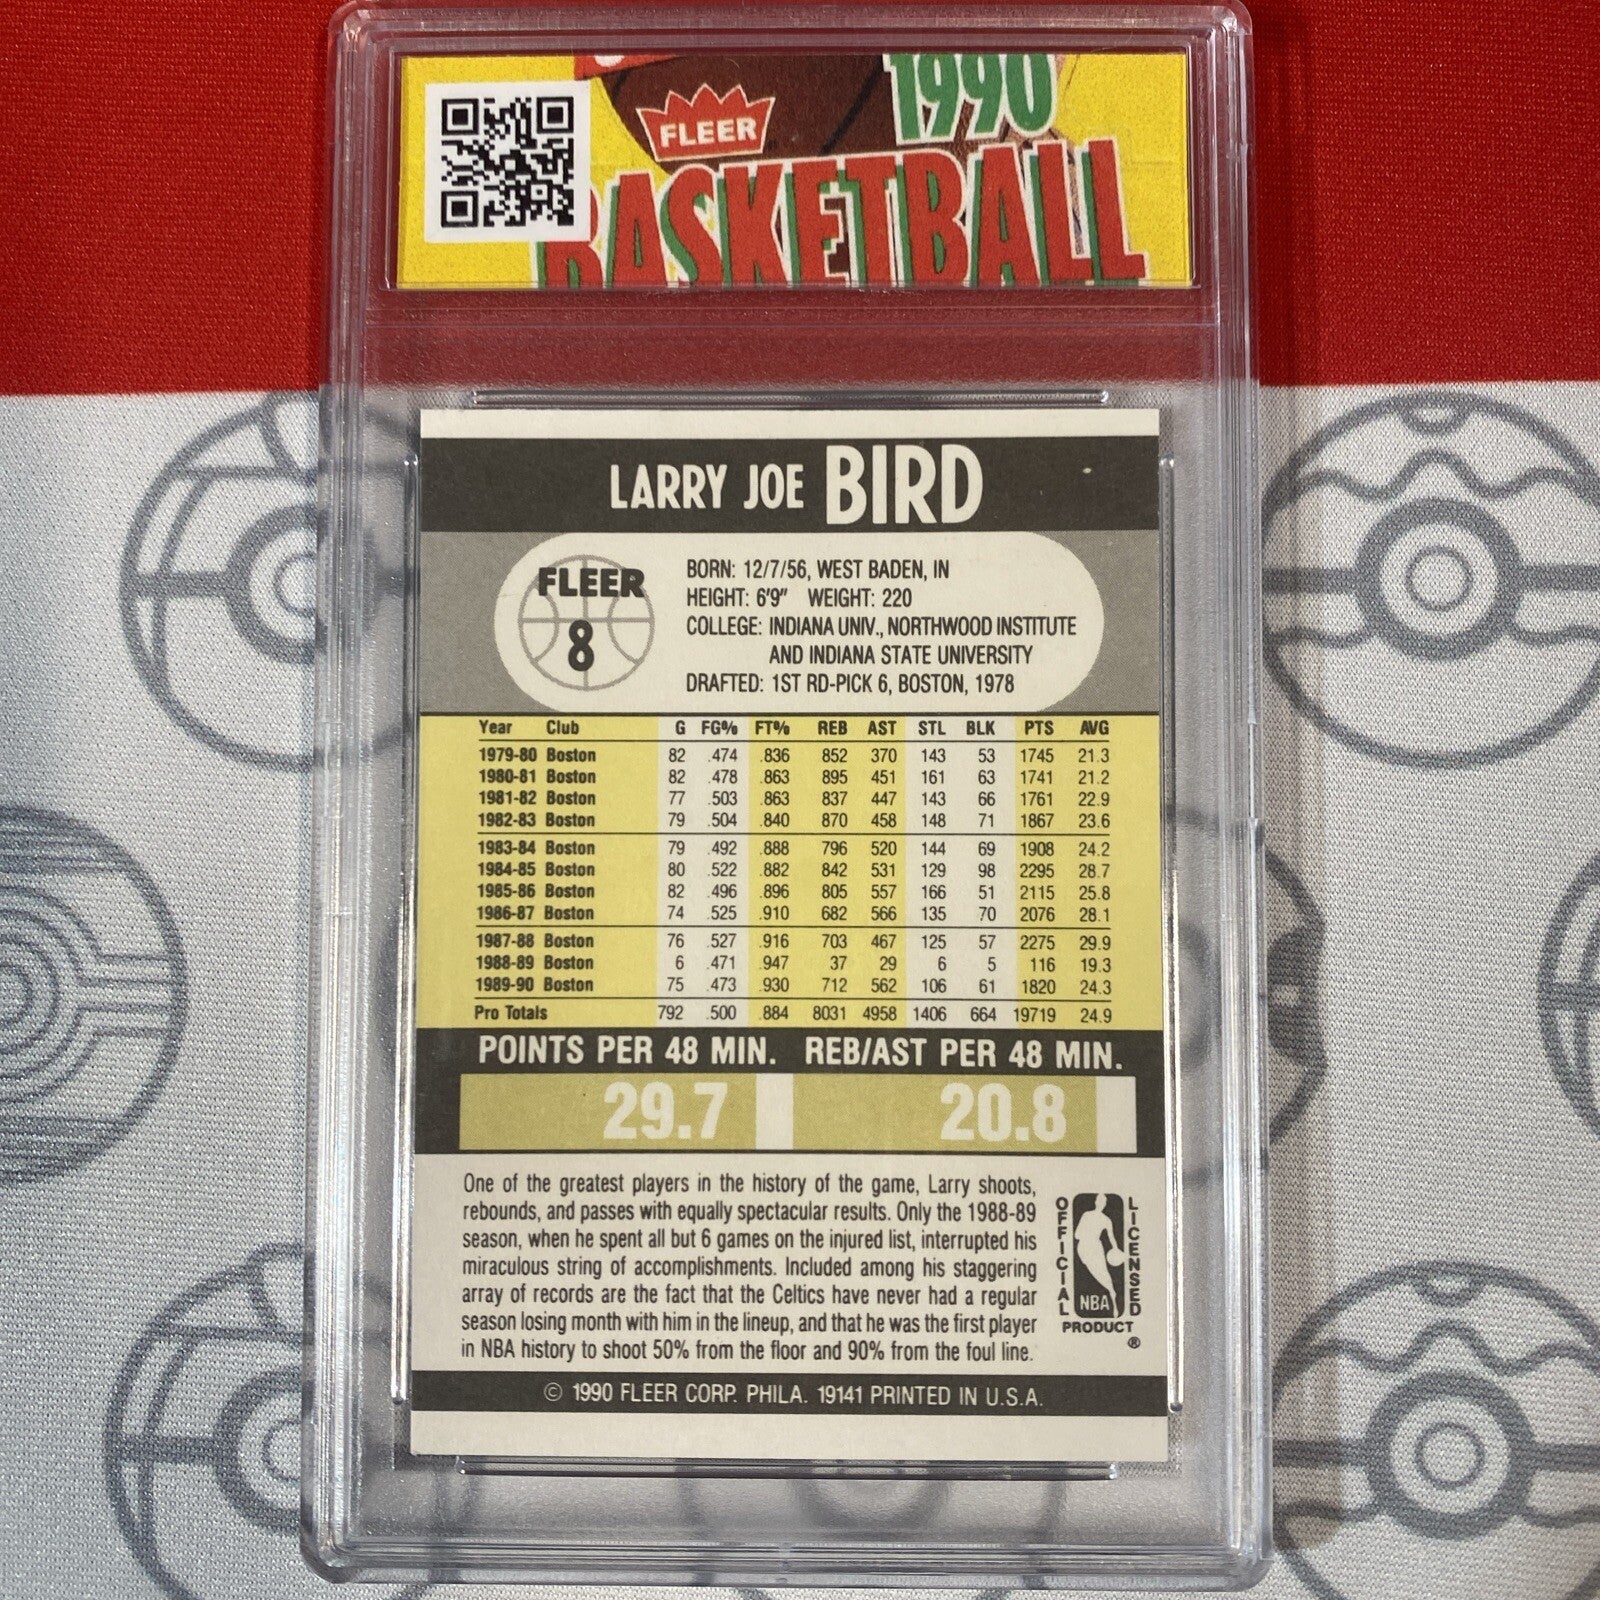 1990
FLEER
BASKETBALL
LARRY JOE BIRD
FLEER
8
BORN: 12/7/56, WEST BADEN, IN
HEIGHT: 6'9" WEIGHT: 220
COLLEGE: INDIANA UNIV., NORTHWOOD INSTITUTE
AND INDIANA STATE UNIVERSITY
DRAFTED: 1ST RD-PICK 6, BOSTON, 1978
Year Club G FG% FT% REB AST STL BLK PTS AVG
1979-80 Boston 82 .474 .836 852 370 143 53 1745 21.3
1980-81 Boston 82 .478 .863 895 451 161 63 1741 21.2
1981-82 Boston 77 .503 .863 837 447 143 66 1761 22.9
1982-83 Boston 79 .504 .840 870 458 148 71 1867 23.6
1983-84 Boston 79 .492 .888 796 520 144 69 1908 24.2
1984-85 Boston 80 .522 .882 842 531 129 98 2295 28.7
1985-86 Boston 82 .496 .896 805 557 166 51 2115 25.8
1986-87 Boston 74 .525 .910 682 566 135 70 2076 28.1
1987-88 Boston 76 .527 .916 703 467 125 57 2275 29.9
1988-89 Boston 6 .471 .947 37 29 6 5 116 19.3
1989-90 Boston 75 .473 .930 712 562 106 61 1820 24.3
Pro Totals 792 .500 .884 8031 4958 1406 664 19719 24.9
POINTS PER 48 MIN. REB/AST PER 48 MIN.
29.7 20.8
One of the greatest players in the history of the game, Larry shoots,
rebounds, and passes with equally spectacular results. Only the 1988-89
season, when he spent all but 6 games on the injured list, interrupted his
miraculous string of accomplishments. Included among his staggering
array of records are the fact that the Celtics have never had a regular
season losing month with him in the lineup, and that he was the first player
in NBA history to shoot 50% from the floor and 90% from the foul line.
OFFICIAL
LICENSED
NBA
PRODUCT
®
© 1990 FLEER CORP. PHILA. 19141 PRINTED IN U.S.A.